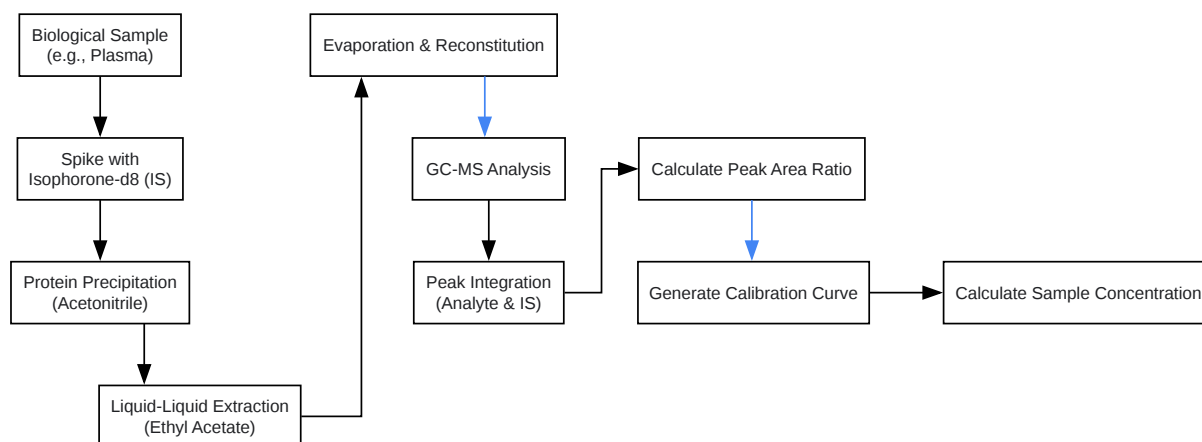 Biological Sample
(e.g., Plasma)
Spike with
Isophorone-d8 (IS)
Protein Precipitation
(Acetonitrile)
Liquid-Liquid Extraction
(Ethyl Acetate)
Evaporation & Reconstitution
GC-MS Analysis
Peak Integration
(Analyte & IS)
Calculate Peak Area Ratio
Generate Calibration Curve
Calculate Sample Concentration